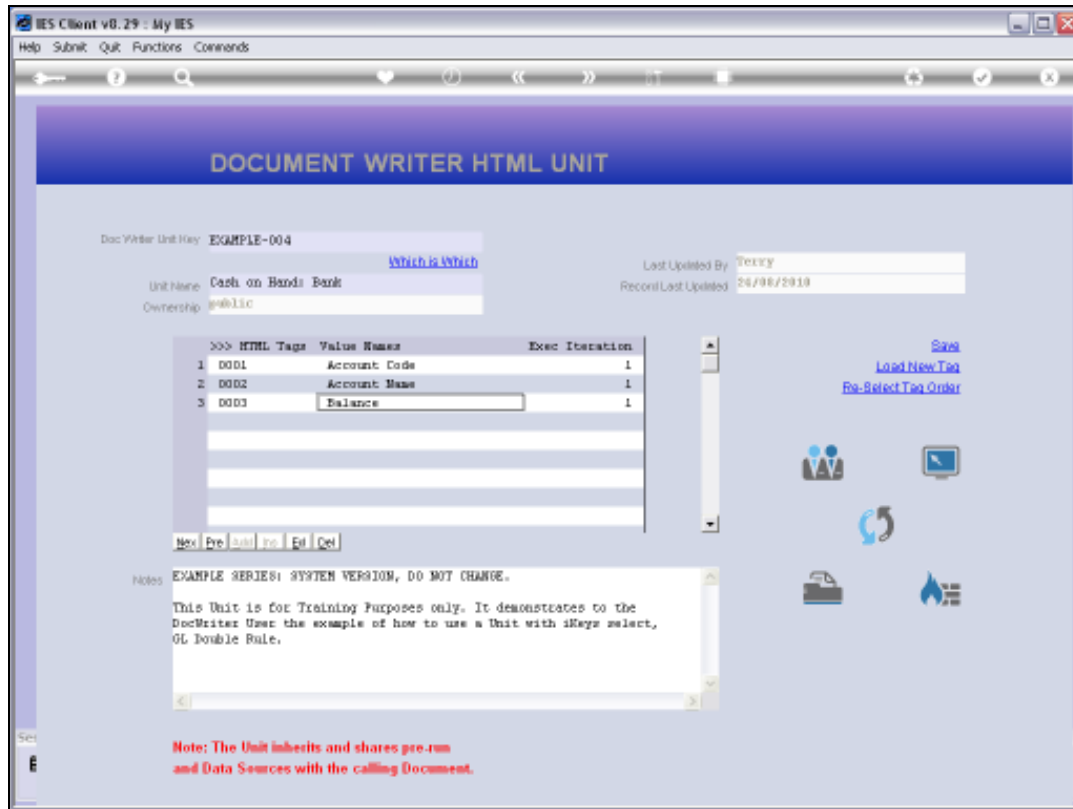 IES Client v8.29 : My IES
Help Submit Quit Functions Commands
DOCUMENT WRITER HTML UNIT
Doc Writer Unit Key EXAMPLE-004
Which is Which
Last Updated By Terry
Unit Name Cash on Hand: Bank
Record Last Updated 26/08/2010
Ownership public
>>> HTML Tags Value Names Exec Iteration
1 0001 Account Code 1
2 0002 Account Name 1
3 0003 Balance 1
Save
Load New Tag
Re-Select Tag Order
Nex Pre Add Ins Ed Del
Notes EXAMPLE SERIES: SYSTEM VERSION, DO NOT CHANGE.
This Unit is for Training Purposes only. It demonstrates to the
DocWriter User the example of how to use a Unit with iKeys select,
GL Double Rule.
Note: The Unit inherits and shares pre-run
and Data Sources with the calling Document.